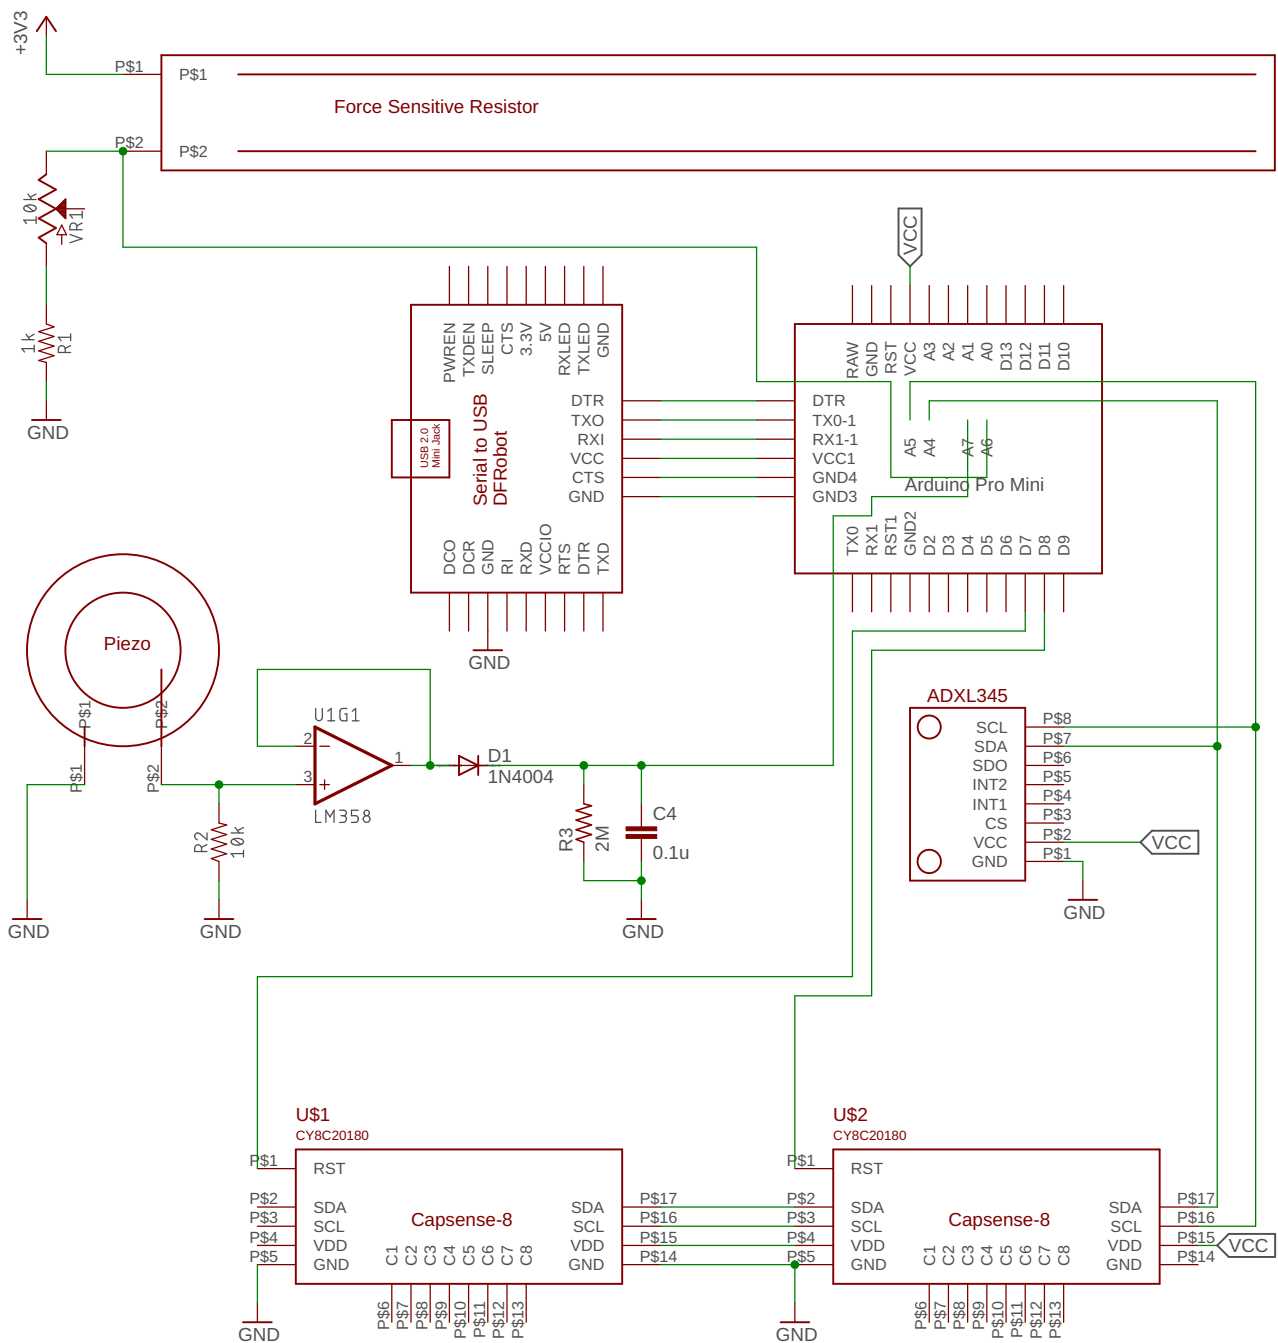 +3V3
P$1
P$1
Force Sensitive Resistor
P$2
P$2
10k
VR1
1k
R1
GND
VCC
PWREN
TXDEN
SLEEP
CTS
3.3V
5V
RXLED
TXLED
GND
DTR
TXO
RXI
VCC
CTS
GND
USB 2.0
Mini Jack
Serial to USB
DFRobot
DCO
DCR
GND
RI
RXD
VCCIO
RTS
DTR
TXD
GND
RAW
GND
RST
VCC
A3
A2
A1
A0
D13
D12
D11
D10
DTR
TX0-1
RX1-1
VCC1
GND4
GND3
A5
A4
A7
A6
Arduino Pro Mini
TX0
RX1
RST1
GND2
D2
D3
D4
D5
D6
D7
D8
D9
Piezo
P$1
P$2
P$1
P$2
GND
R2
10k
GND
U1G1
2
3
1
LM358
D1
1N4004
R3
2M
C4
0.1u
GND
ADXL345
SCL
P$8
SDA
P$7
SDO
P$6
INT2
P$5
INT1
P$4
CS
P$3
VCC
P$2
GND
P$1
VCC
GND
U$1
CY8C20180
P$1
RST
P$2
SDA
P$3
SCL
P$4
VDD
P$5
GND
Capsense-8
C1
C2
C3
C4
C5
C6
C7
C8
SDA
P$17
SCL
P$16
VDD
P$15
GND
P$14
P$6
P$7
P$8
P$9
P$10
P$11
P$12
P$13
GND
U$2
CY8C20180
P$1
RST
P$2
SDA
P$3
SCL
P$4
VDD
P$5
GND
Capsense-8
C1
C2
C3
C4
C5
C6
C7
C8
SDA
P$17
SCL
P$16
VDD
P$15
GND
P$14
VCC
P$6
P$7
P$8
P$9
P$10
P$11
P$12
P$13
GND